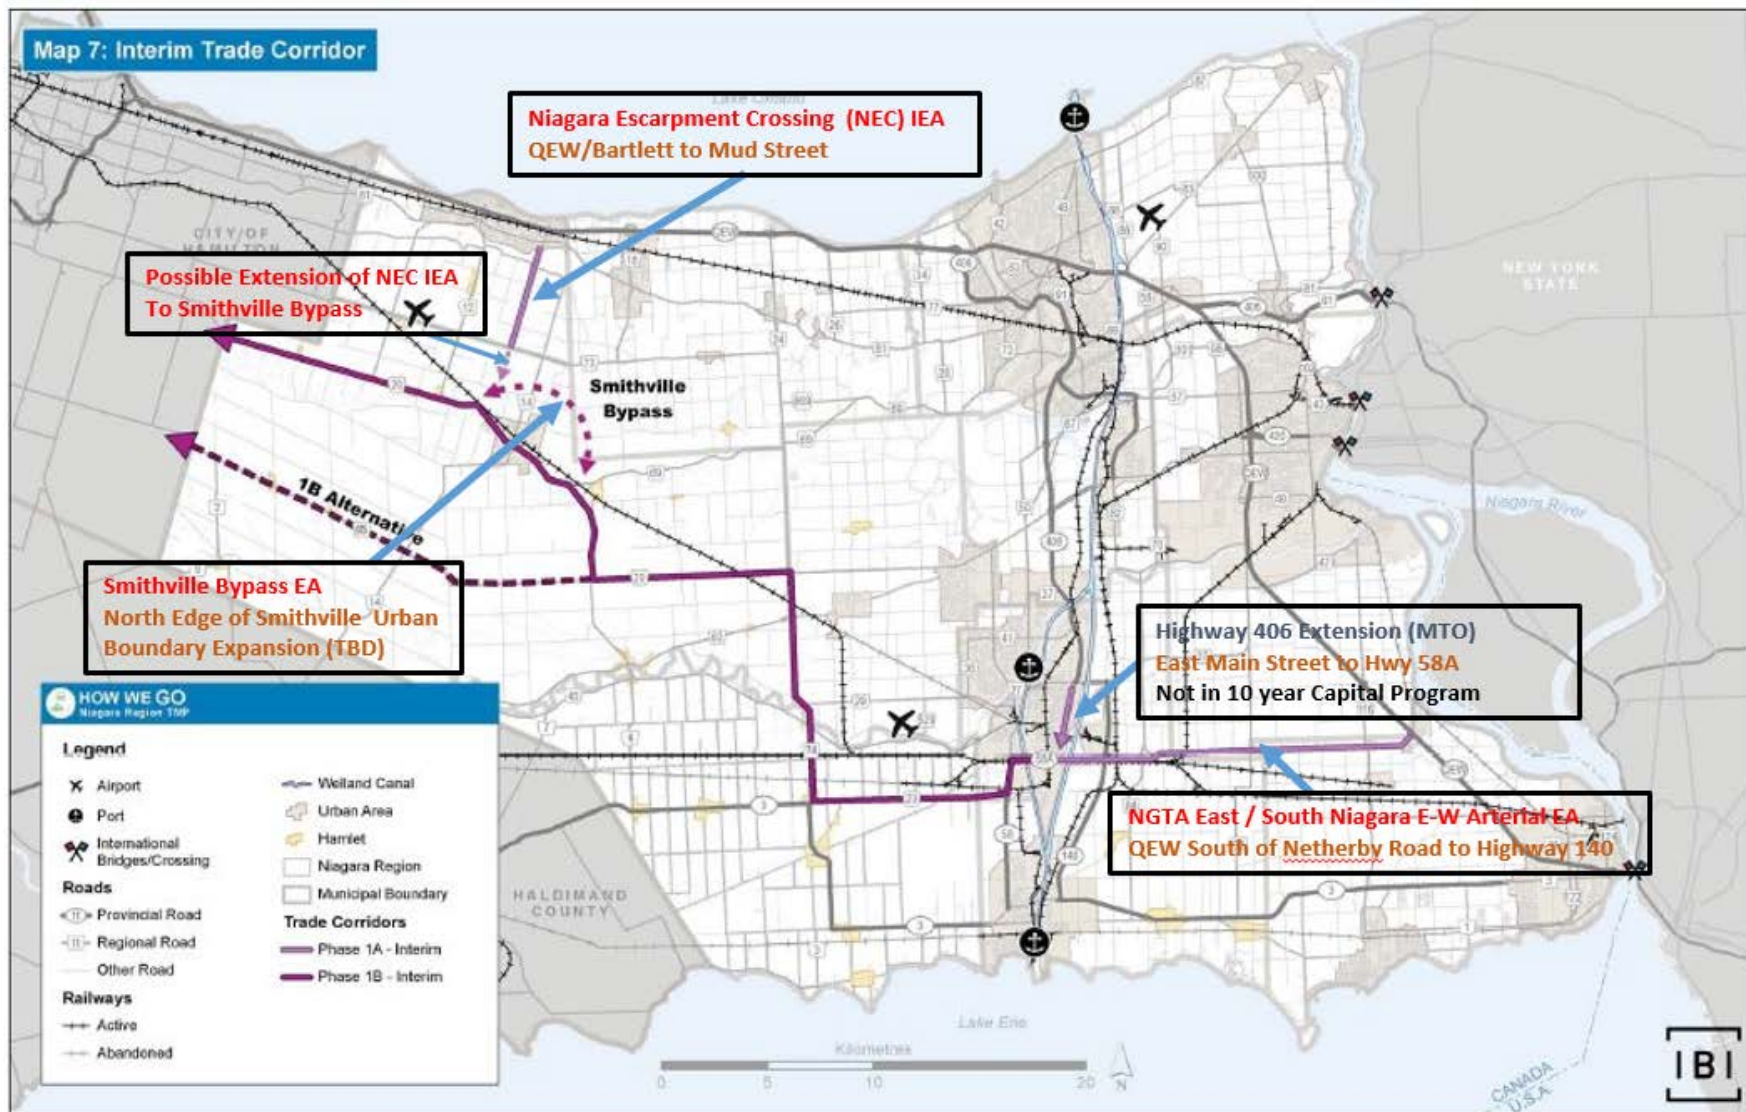 Map 7: Interim Trade Corridor
Lake Ontario
Niagara Escarpment Crossing (NEC) IEA
QEW/Bartlett to Mud Street
CITY OF
HAMILTON
Possible Extension of NEC IEA
To Smithville Bypass
NEW YORK
STATE
Smithville
Bypass
1B Alternative
Niagara River
Smithville Bypass EA
North Edge of Smithville Urban
Boundary Expansion (TBD)
Highway 406 Extension (MTO)
East Main Street to Hwy 58A
Not in 10 year Capital Program
NGTA East / South Niagara E-W Arterial EA
QEW South of Netherby Road to Highway 140
HALDIMAND
COUNTY
HOW WE GO
Niagara Region TMP
Legend
Airport
Port
International
Bridges/Crossing
Roads
11 Provincial Road
11 Regional Road
Other Road
Railways
Active
Abandoned
Welland Canal
Urban Area
Hamlet
Niagara Region
Municipal Boundary
Trade Corridors
Phase 1A - Interim
Phase 1B - Interim
Lake Erie
Kilometres
0 5 10 20
N
CANADA
U.S.A
IBI